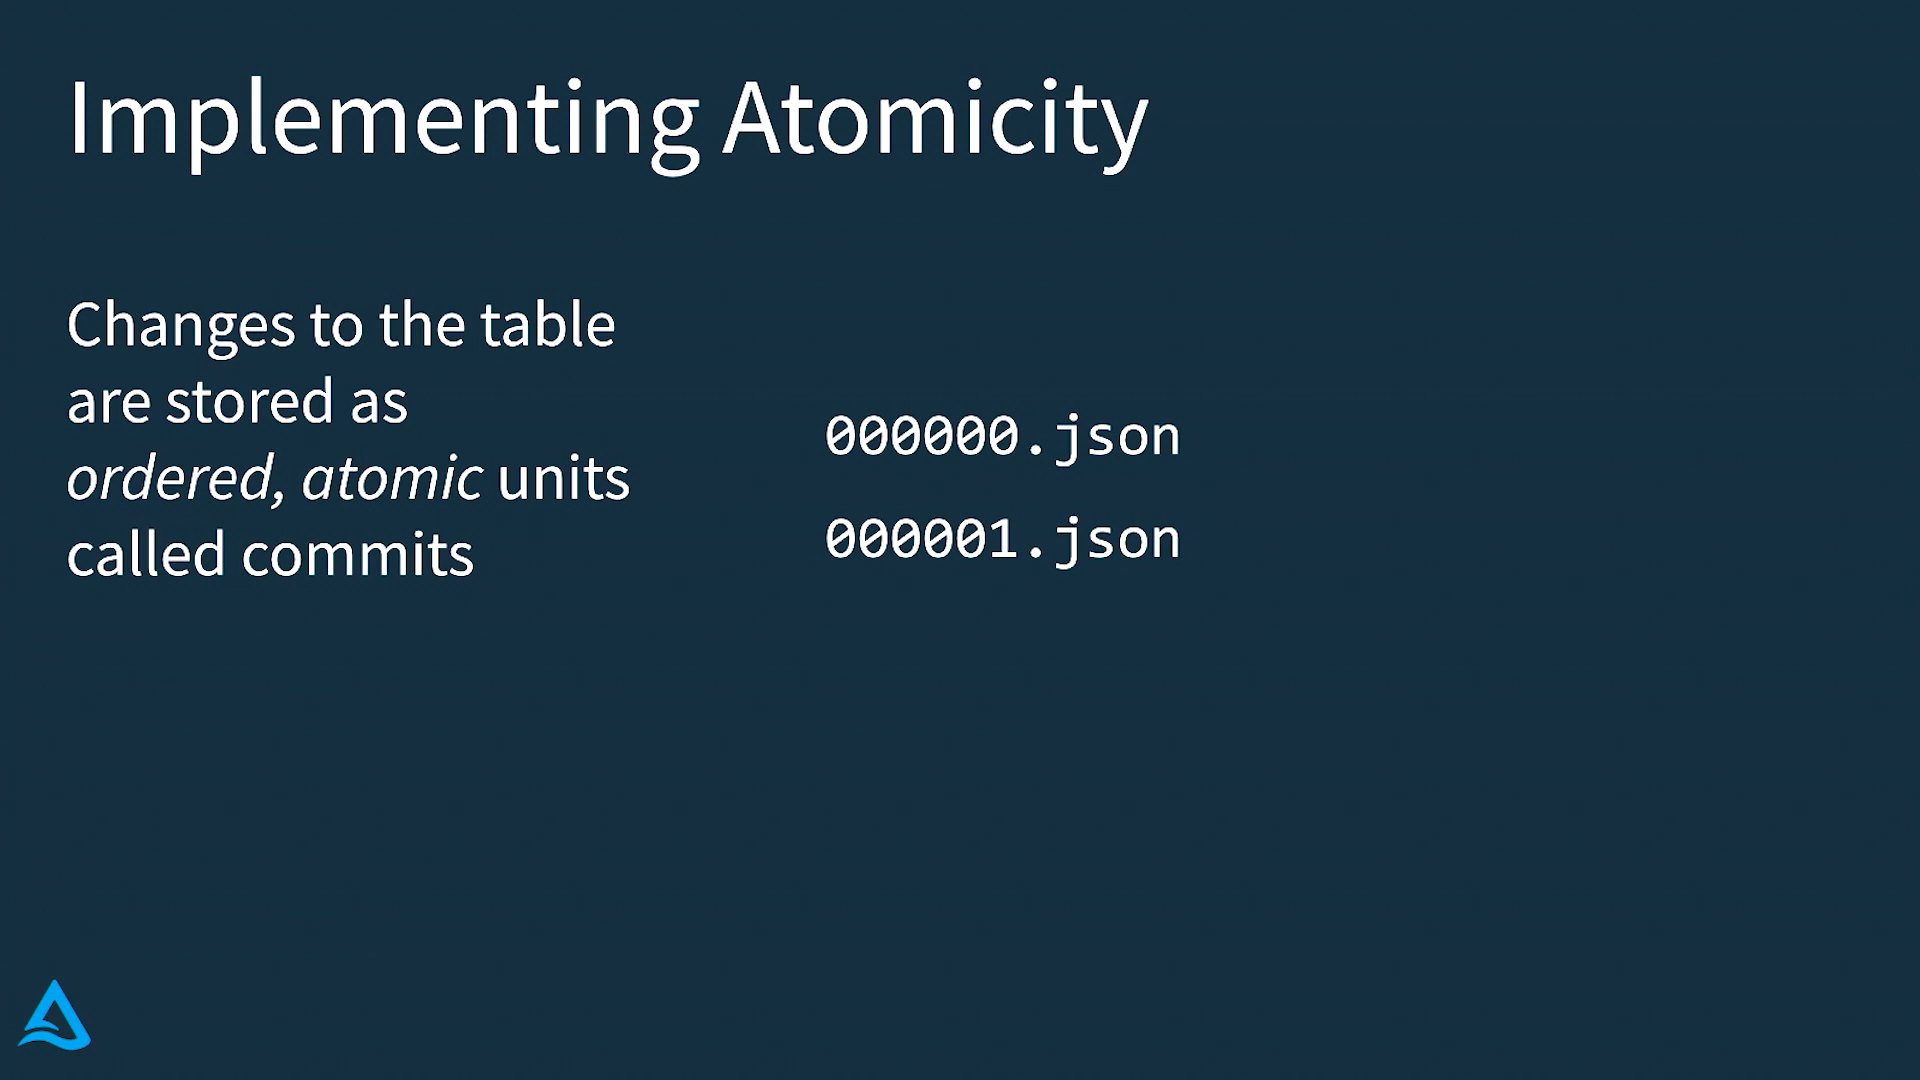 Implementing Atomicity
Changes to the table
are stored as
ordered, atomic units
called commits
000000.json
000001.json